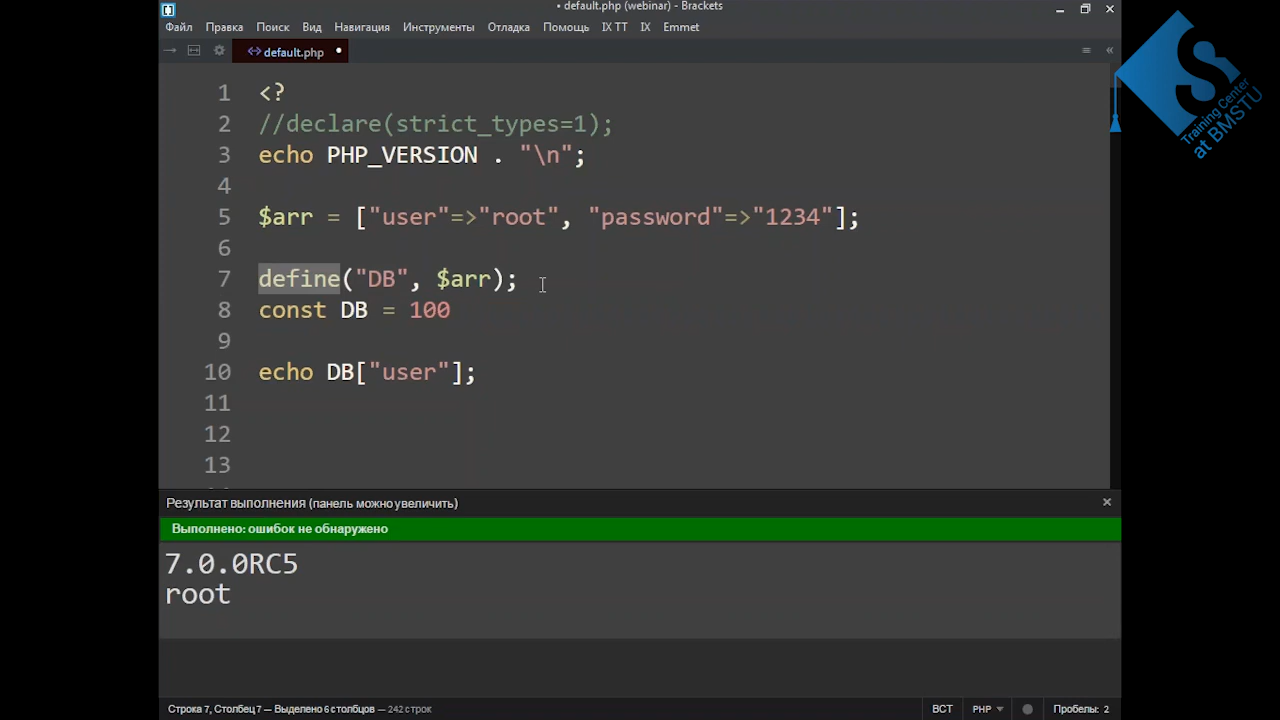 • default.php (webinar) - Brackets
Файл Правка Поиск Вид Навигация Инструменты Отладка Помощь IX TT IX Emmet
default.php •
1 <?
2 //declare(strict_types=1);
3 echo PHP_VERSION . "\n";
4
5 $arr = ["user"=>"root", "password"=>"1234"];
6
7 define("DB", $arr);
8 const DB = 100
9
10 echo DB["user"];
11
12
13
Результат выполнения (панель можно увеличить)
Выполнено: ошибок не обнаружено
7.0.0RC5
root
Строка 7, Столбец 7 — Выделено 6 столбцов — 242 строк ВСТ PHP Пробелы: 2
Training Center
at BMSTU